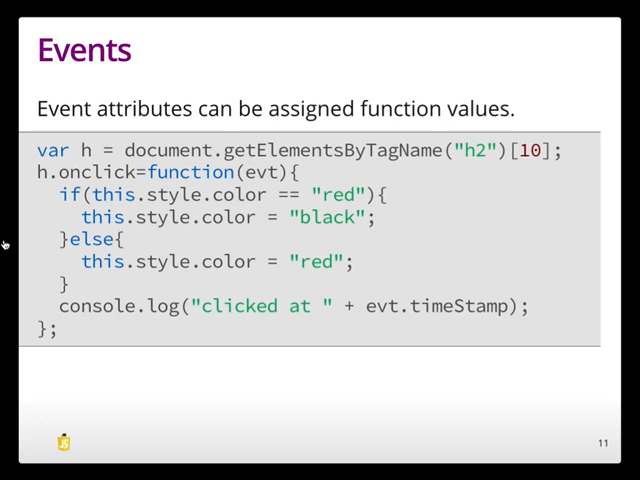 Events
Event attributes can be assigned function values.
var h = document.getElementsByTagName("h2")[10];
h.onclick=function(evt){
  if(this.style.color == "red"){
    this.style.color = "black";
  }else{
    this.style.color = "red";
  }
  console.log("clicked at " + evt.timeStamp);
};
JS
11